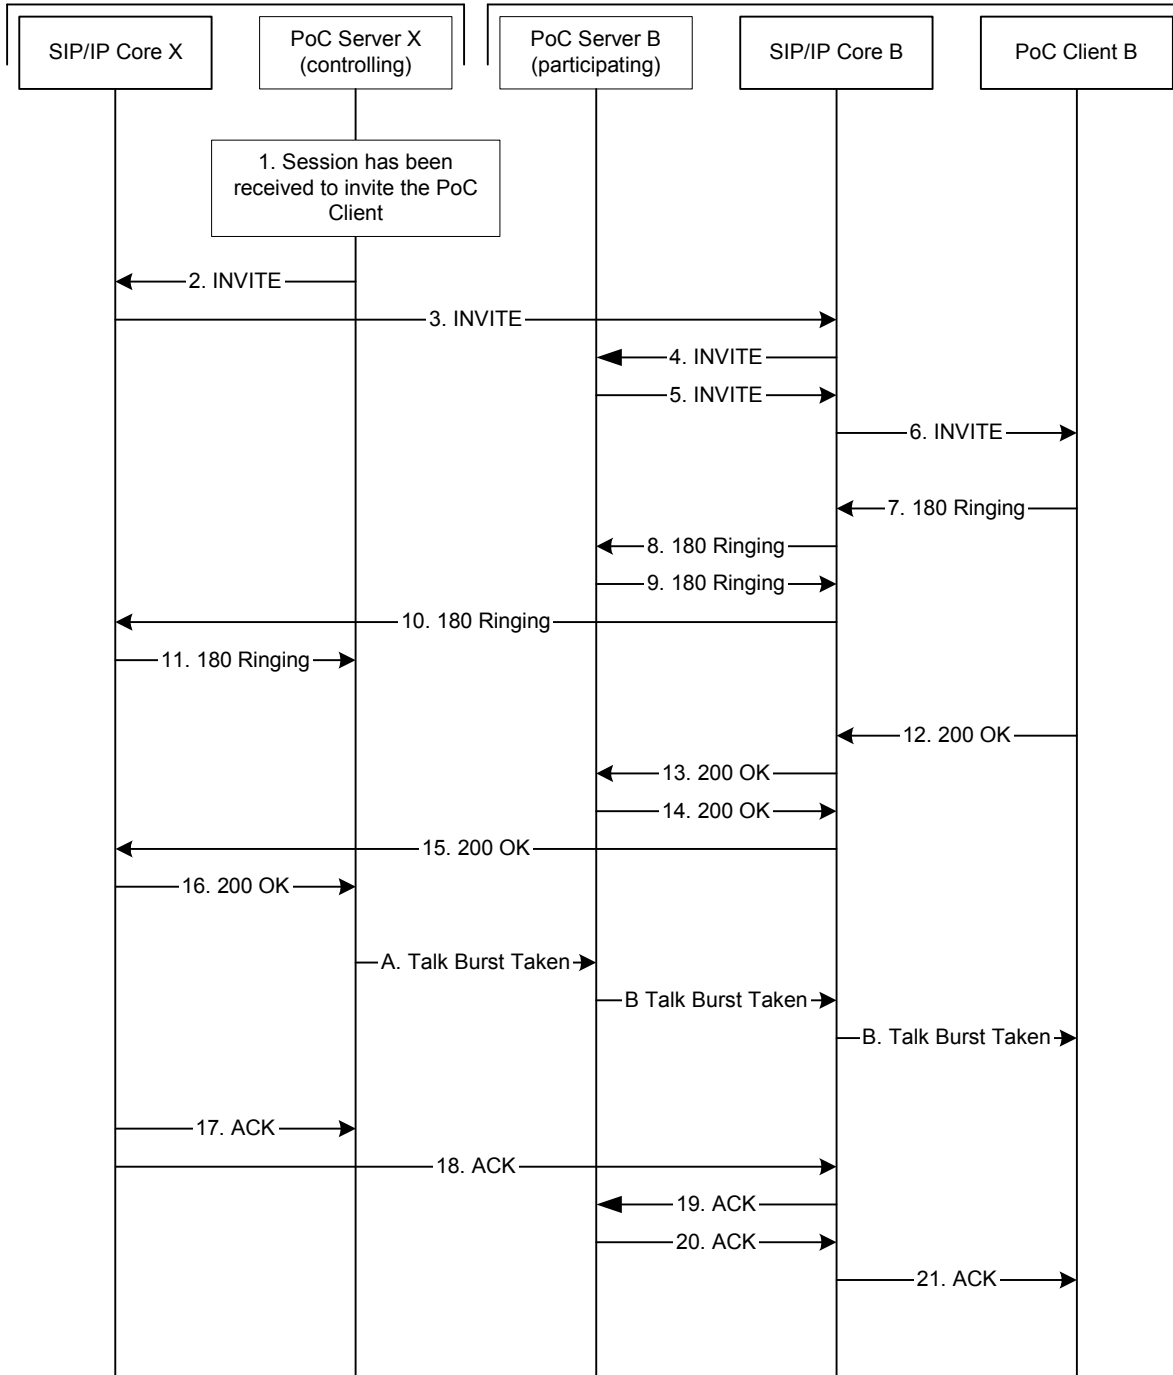 SIP/IP Core X
PoC Server X
(controlling)
PoC Server B
(participating)
SIP/IP Core B
PoC Client B
1. Session has been
received to invite the PoC
Client
2. INVITE
3. INVITE
4. INVITE
5. INVITE
6. INVITE
7. 180 Ringing
8. 180 Ringing
9. 180 Ringing
10. 180 Ringing
11. 180 Ringing
12. 200 OK
13. 200 OK
14. 200 OK
15. 200 OK
16. 200 OK
A. Talk Burst Taken
B Talk Burst Taken
B. Talk Burst Taken
17. ACK
18. ACK
19. ACK
20. ACK
21. ACK